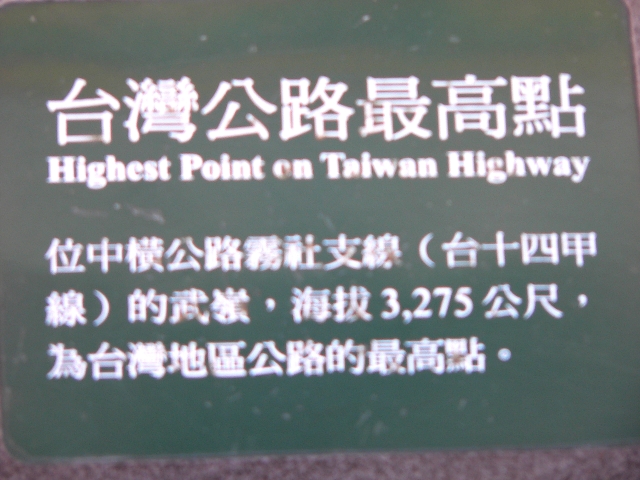 台灣公路最高點
Highest Point on Taiwan Highway
位中橫公路霧社支線（台十四甲
線）的武嶺，海拔 3,275 公尺，
為台灣地區公路的最高點。